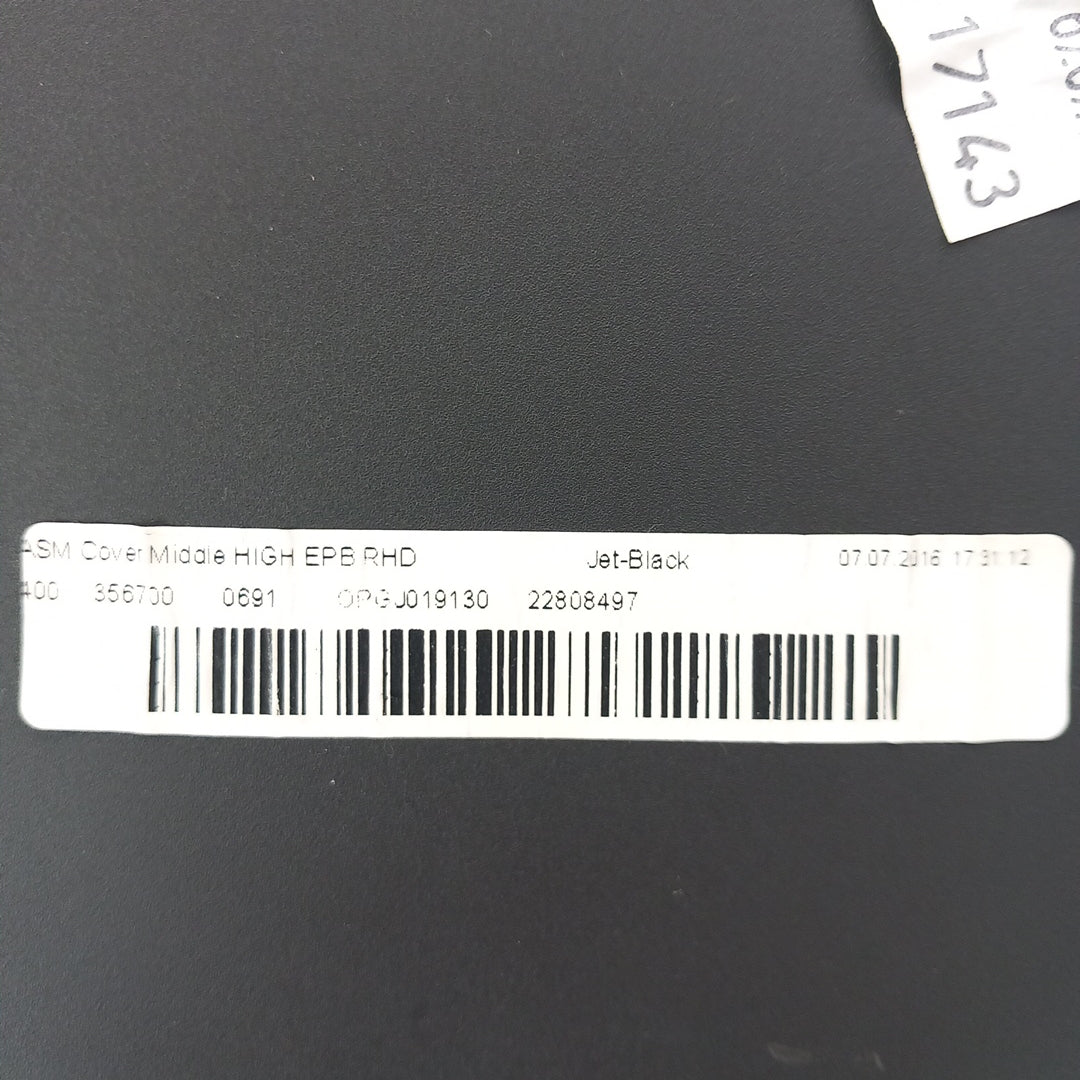 17143
ASM Cover Middle HIGH EPB RHD Jet-Black 07.07.2016 17:31:12
400 356700 0691 OPGJ019130 22808497